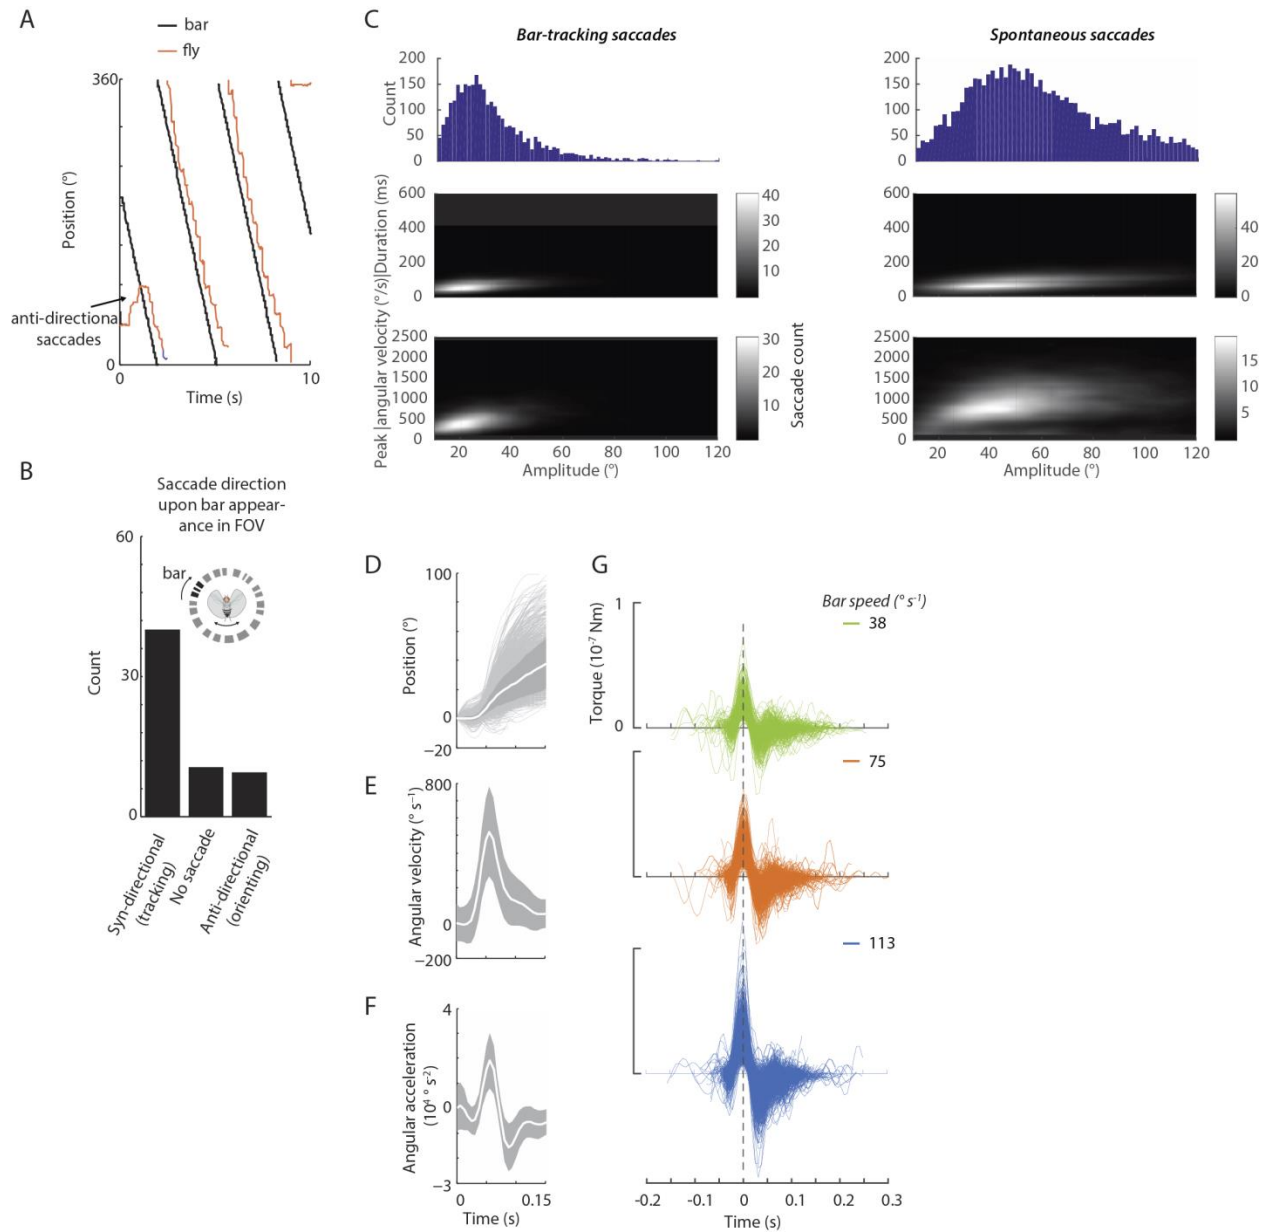 A
bar
fly
360
Position (°)
anti-directional
saccades
0
0
10
Time (s)
C
Bar-tracking saccades
Spontaneous saccades
200
150
100
50
0
Count
200
150
100
50
0
600
400
200
0
Peak|angular velocity (°/s)|Duration (ms)
40
30
20
10
600
400
200
0
40
20
0
2500
2000
1500
1000
500
0
30
20
10
Saccade count
2500
2000
1500
1000
500
0
15
10
5
20 40 60 80 100 120
Amplitude (°)
20 40 60 80 100 120
Amplitude (°)
B
Saccade direction
upon bar appear-
ance in FOV
60
30
0
Count
bar
Syn-directional
(tracking)
No saccade
Anti-directional
(orienting)
D
100
0
−20
Position (°)
E
800
0
−200
Angular velocity (° s⁻¹)
F
4
0
−3
Angular acceleration
(10⁴ ° s⁻²)
0 0.15
Time (s)
G
Bar speed (° s⁻¹)
1
0
Torque (10⁻⁷ Nm)
38
75
113
-0.2 -0.1 0 0.1 0.2 0.3
Time (s)